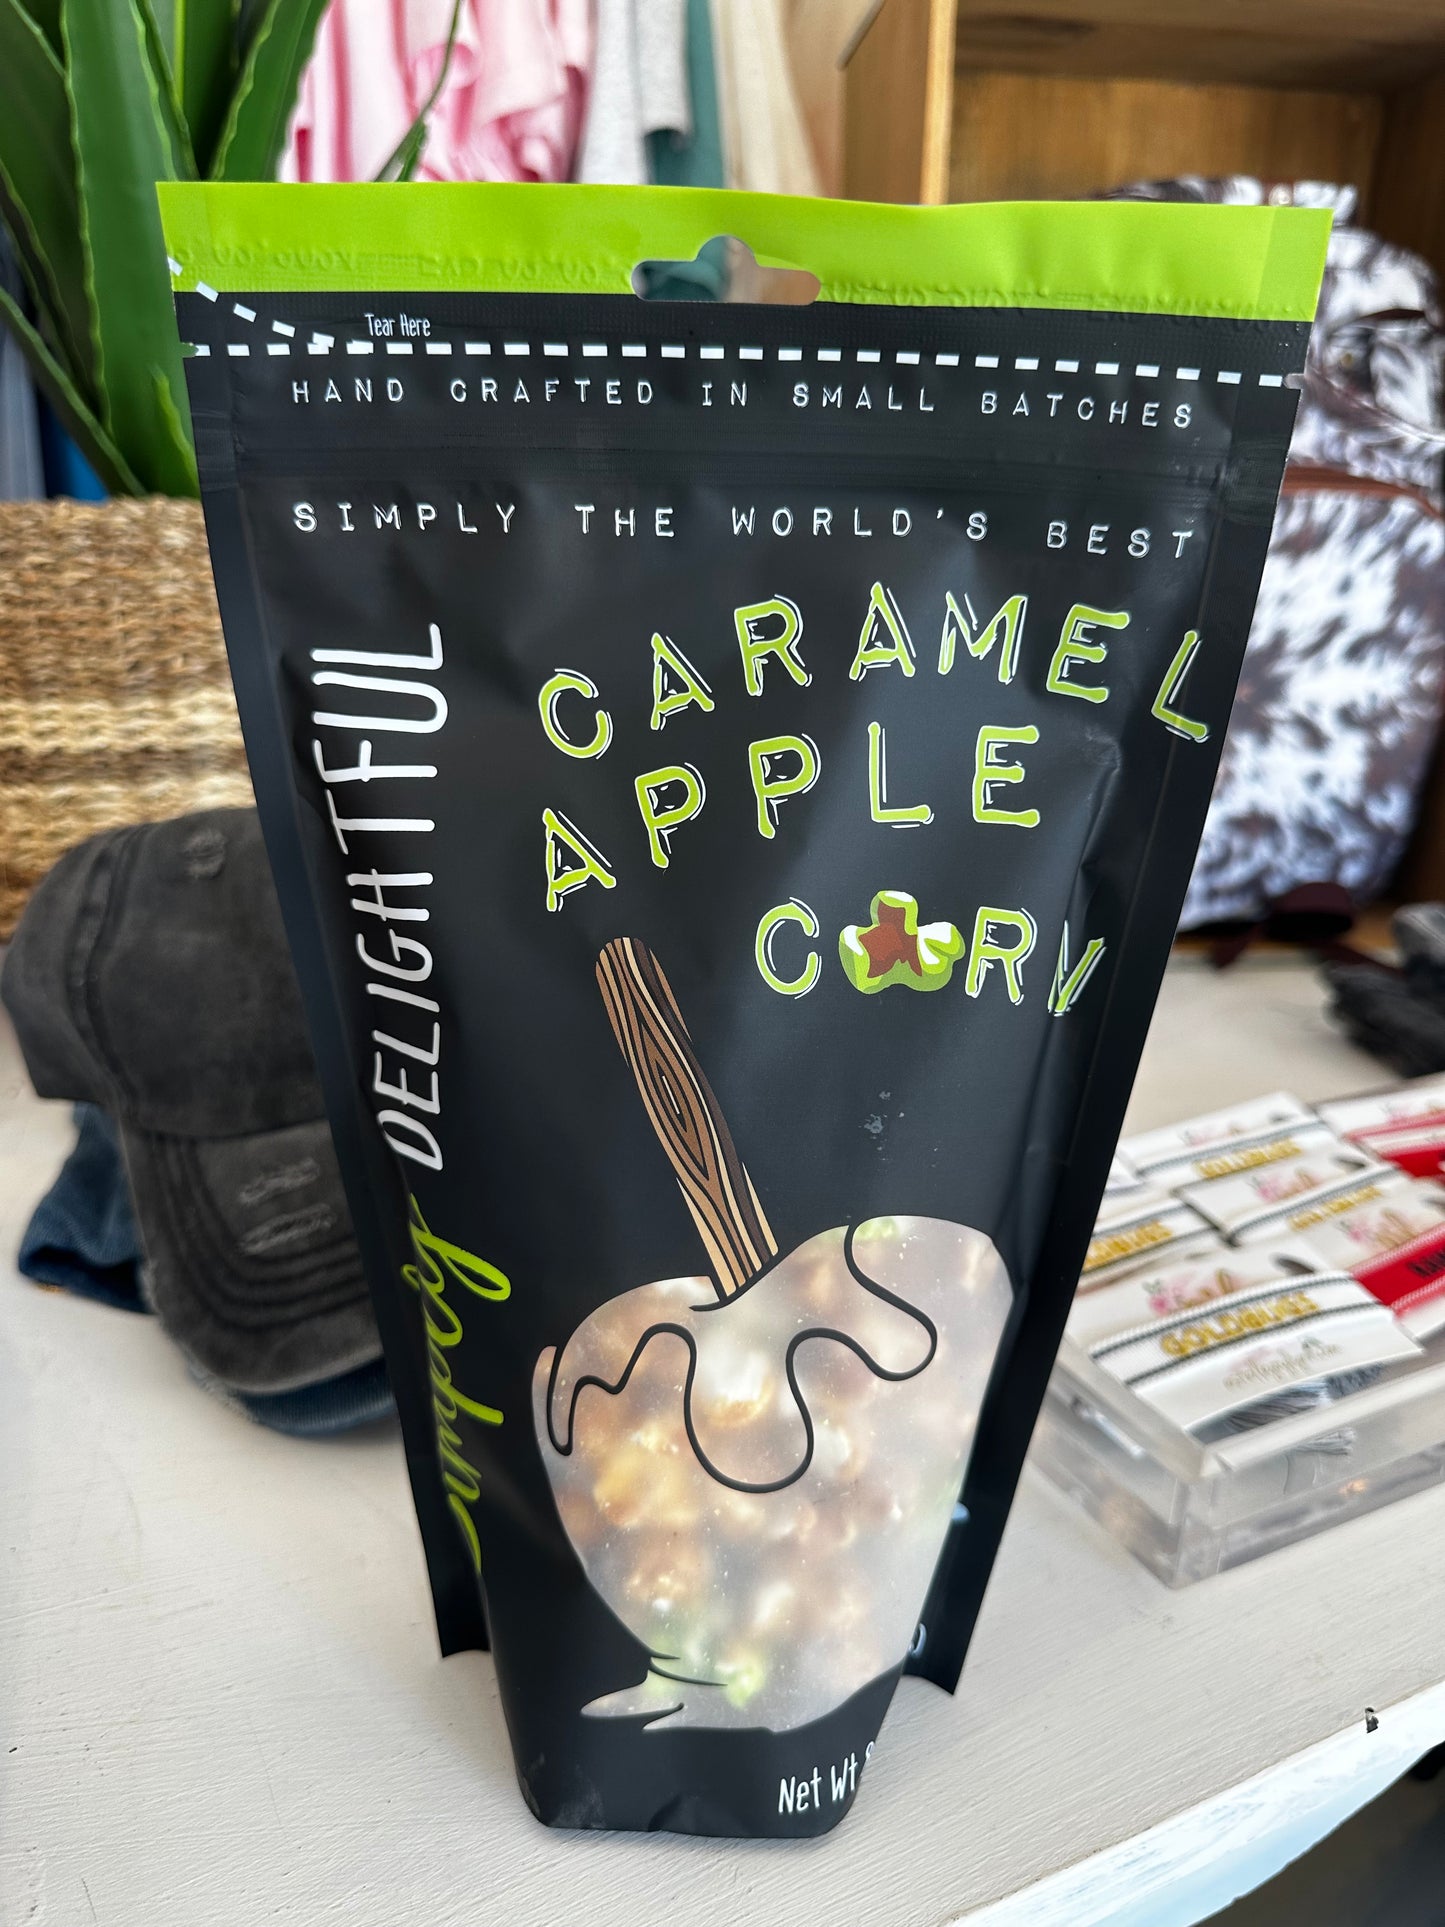 Tear Here
HAND CRAFTED IN SMALL BATCHES
SIMPLY THE WORLD'S BEST
CARAMEL
APPLE
CORN
Simply DELIGHTFUL
Net Wt